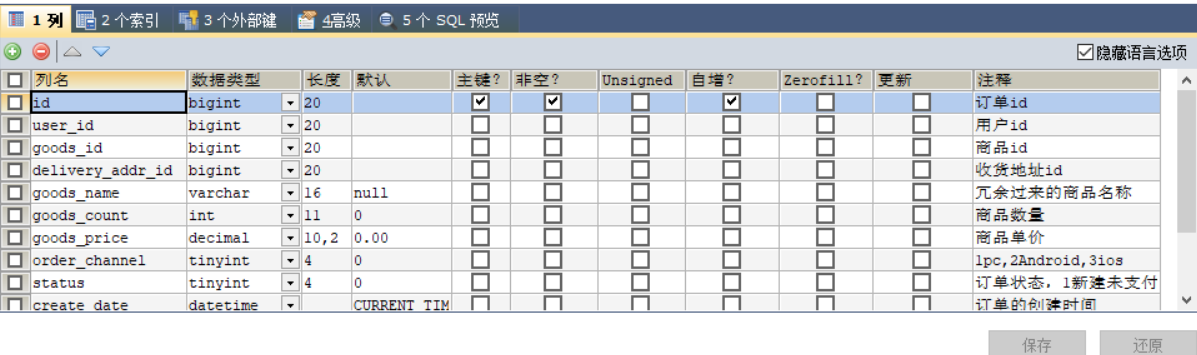 1 列 2 个索引 3 个外部键 4高级 5 个 SQL 预览
隐藏语言选项
列名 数据类型 长度 默认 主键? 非空? Unsigned 自增? Zerofill? 更新 注释
id bigint 20 订单id
user_id bigint 20 用户id
goods_id bigint 20 商品id
delivery_addr_id bigint 20 收货地址id
goods_name varchar 16 null 冗余过来的商品名称
goods_count int 11 0 商品数量
goods_price decimal 10,2 0.00 商品单价
order_channel tinyint 4 0 1pc,2Android,3ios
status tinyint 4 0 订单状态，1新建未支付
create_date datetime CURRENT_TIM 订单的创建时间
保存 还原